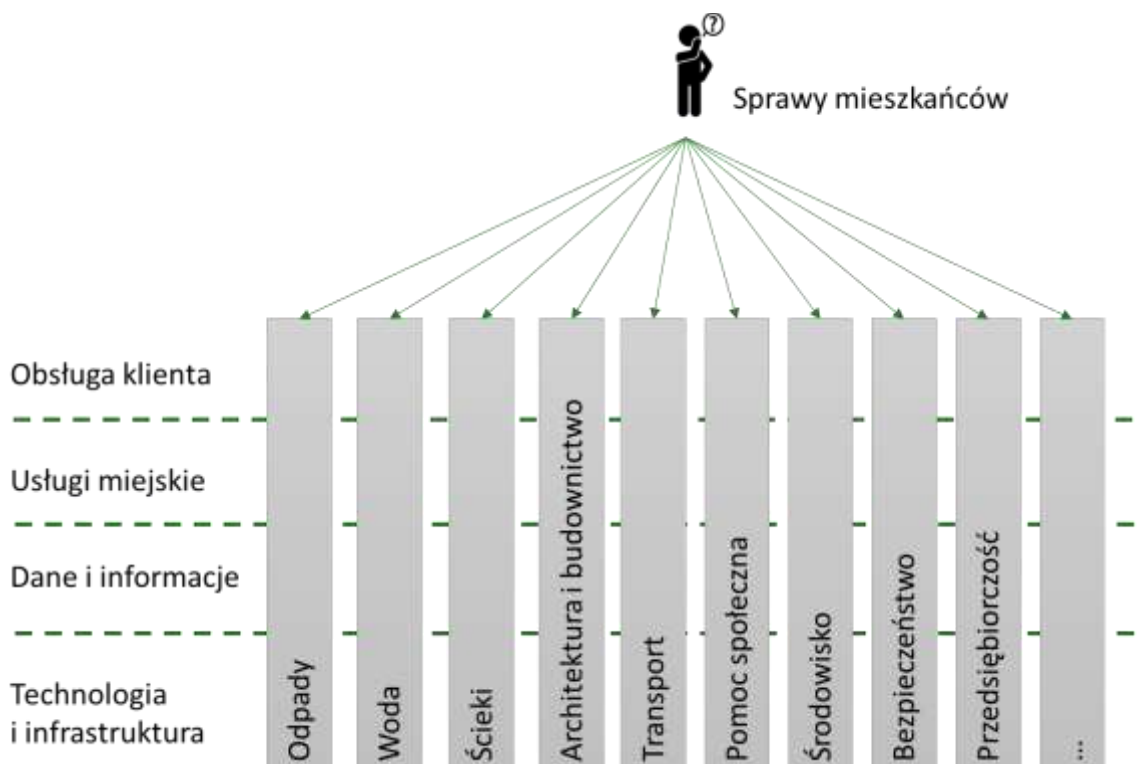 ?
Sprawy mieszkańców
Obsługa klienta
Usługi miejskie
Dane i informacje
Technologia
i infrastruktura
Odpady
Woda
Ścieki
Architektura i budownictwo
Transport
Pomoc społeczna
Środowisko
Bezpieczeństwo
Przedsiębiorczość
...